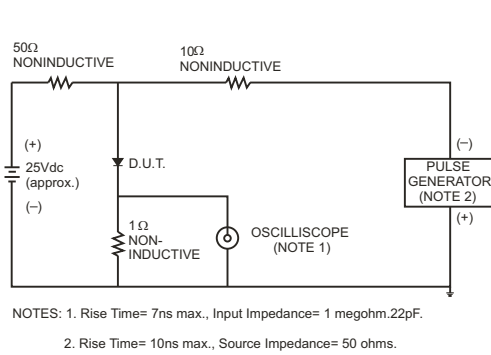 50Ω
NONINDUCTIVE
10Ω
NONINDUCTIVE
(+)
25Vdc
(approx.)
(–)
D.U.T.
1 Ω
NON-
INDUCTIVE
OSCILLISCOPE
(NOTE 1)
(–)
PULSE
GENERATOR
(NOTE 2)
(+)
NOTES: 1. Rise Time= 7ns max., Input Impedance= 1 megohm.22pF.
2. Rise Time= 10ns max., Source Impedance= 50 ohms.